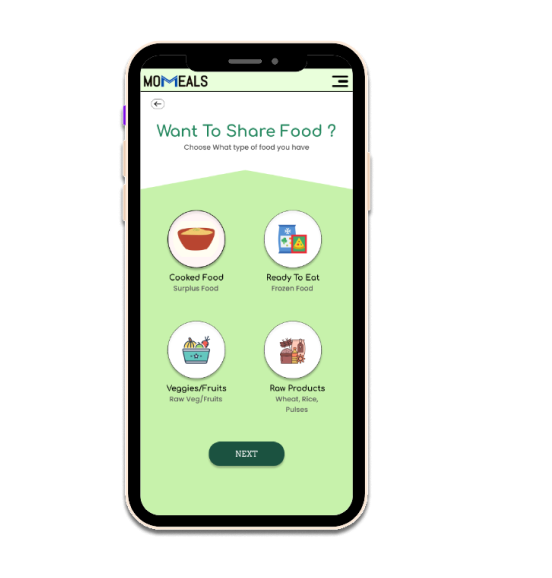 MOMEALS
Want To Share Food ?
Choose What type of food you have
Cooked Food
Surplus Food
Ready To Eat
Frozen Food
Veggies/Fruits
Raw Veg/Fruits
Raw Products
Wheat, Rice,
Pulses
NEXT